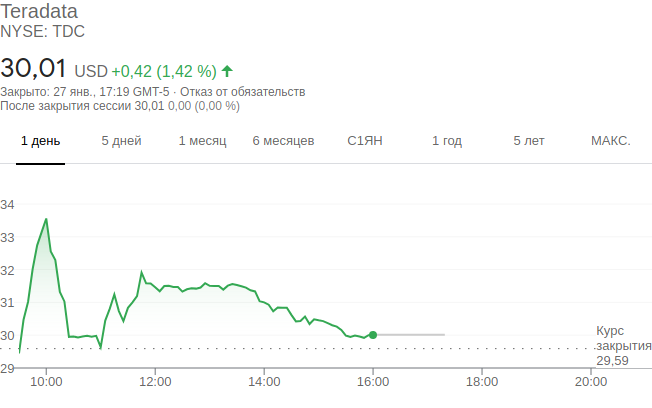 Teradata
NYSE: TDC
30,01 USD +0,42 (1,42 %)
Закрыто: 27 янв., 17:19 GMT-5 · Отказ от обязательств
После закрытия сессии 30,01 0,00 (0,00 %)
1 день 5 дней 1 месяц 6 месяцев С1ЯН 1 год 5 лет МАКС.
34
33
32
31
30
Курс
закрытия
29,59
29
10:00 12:00 14:00 16:00 18:00 20:00